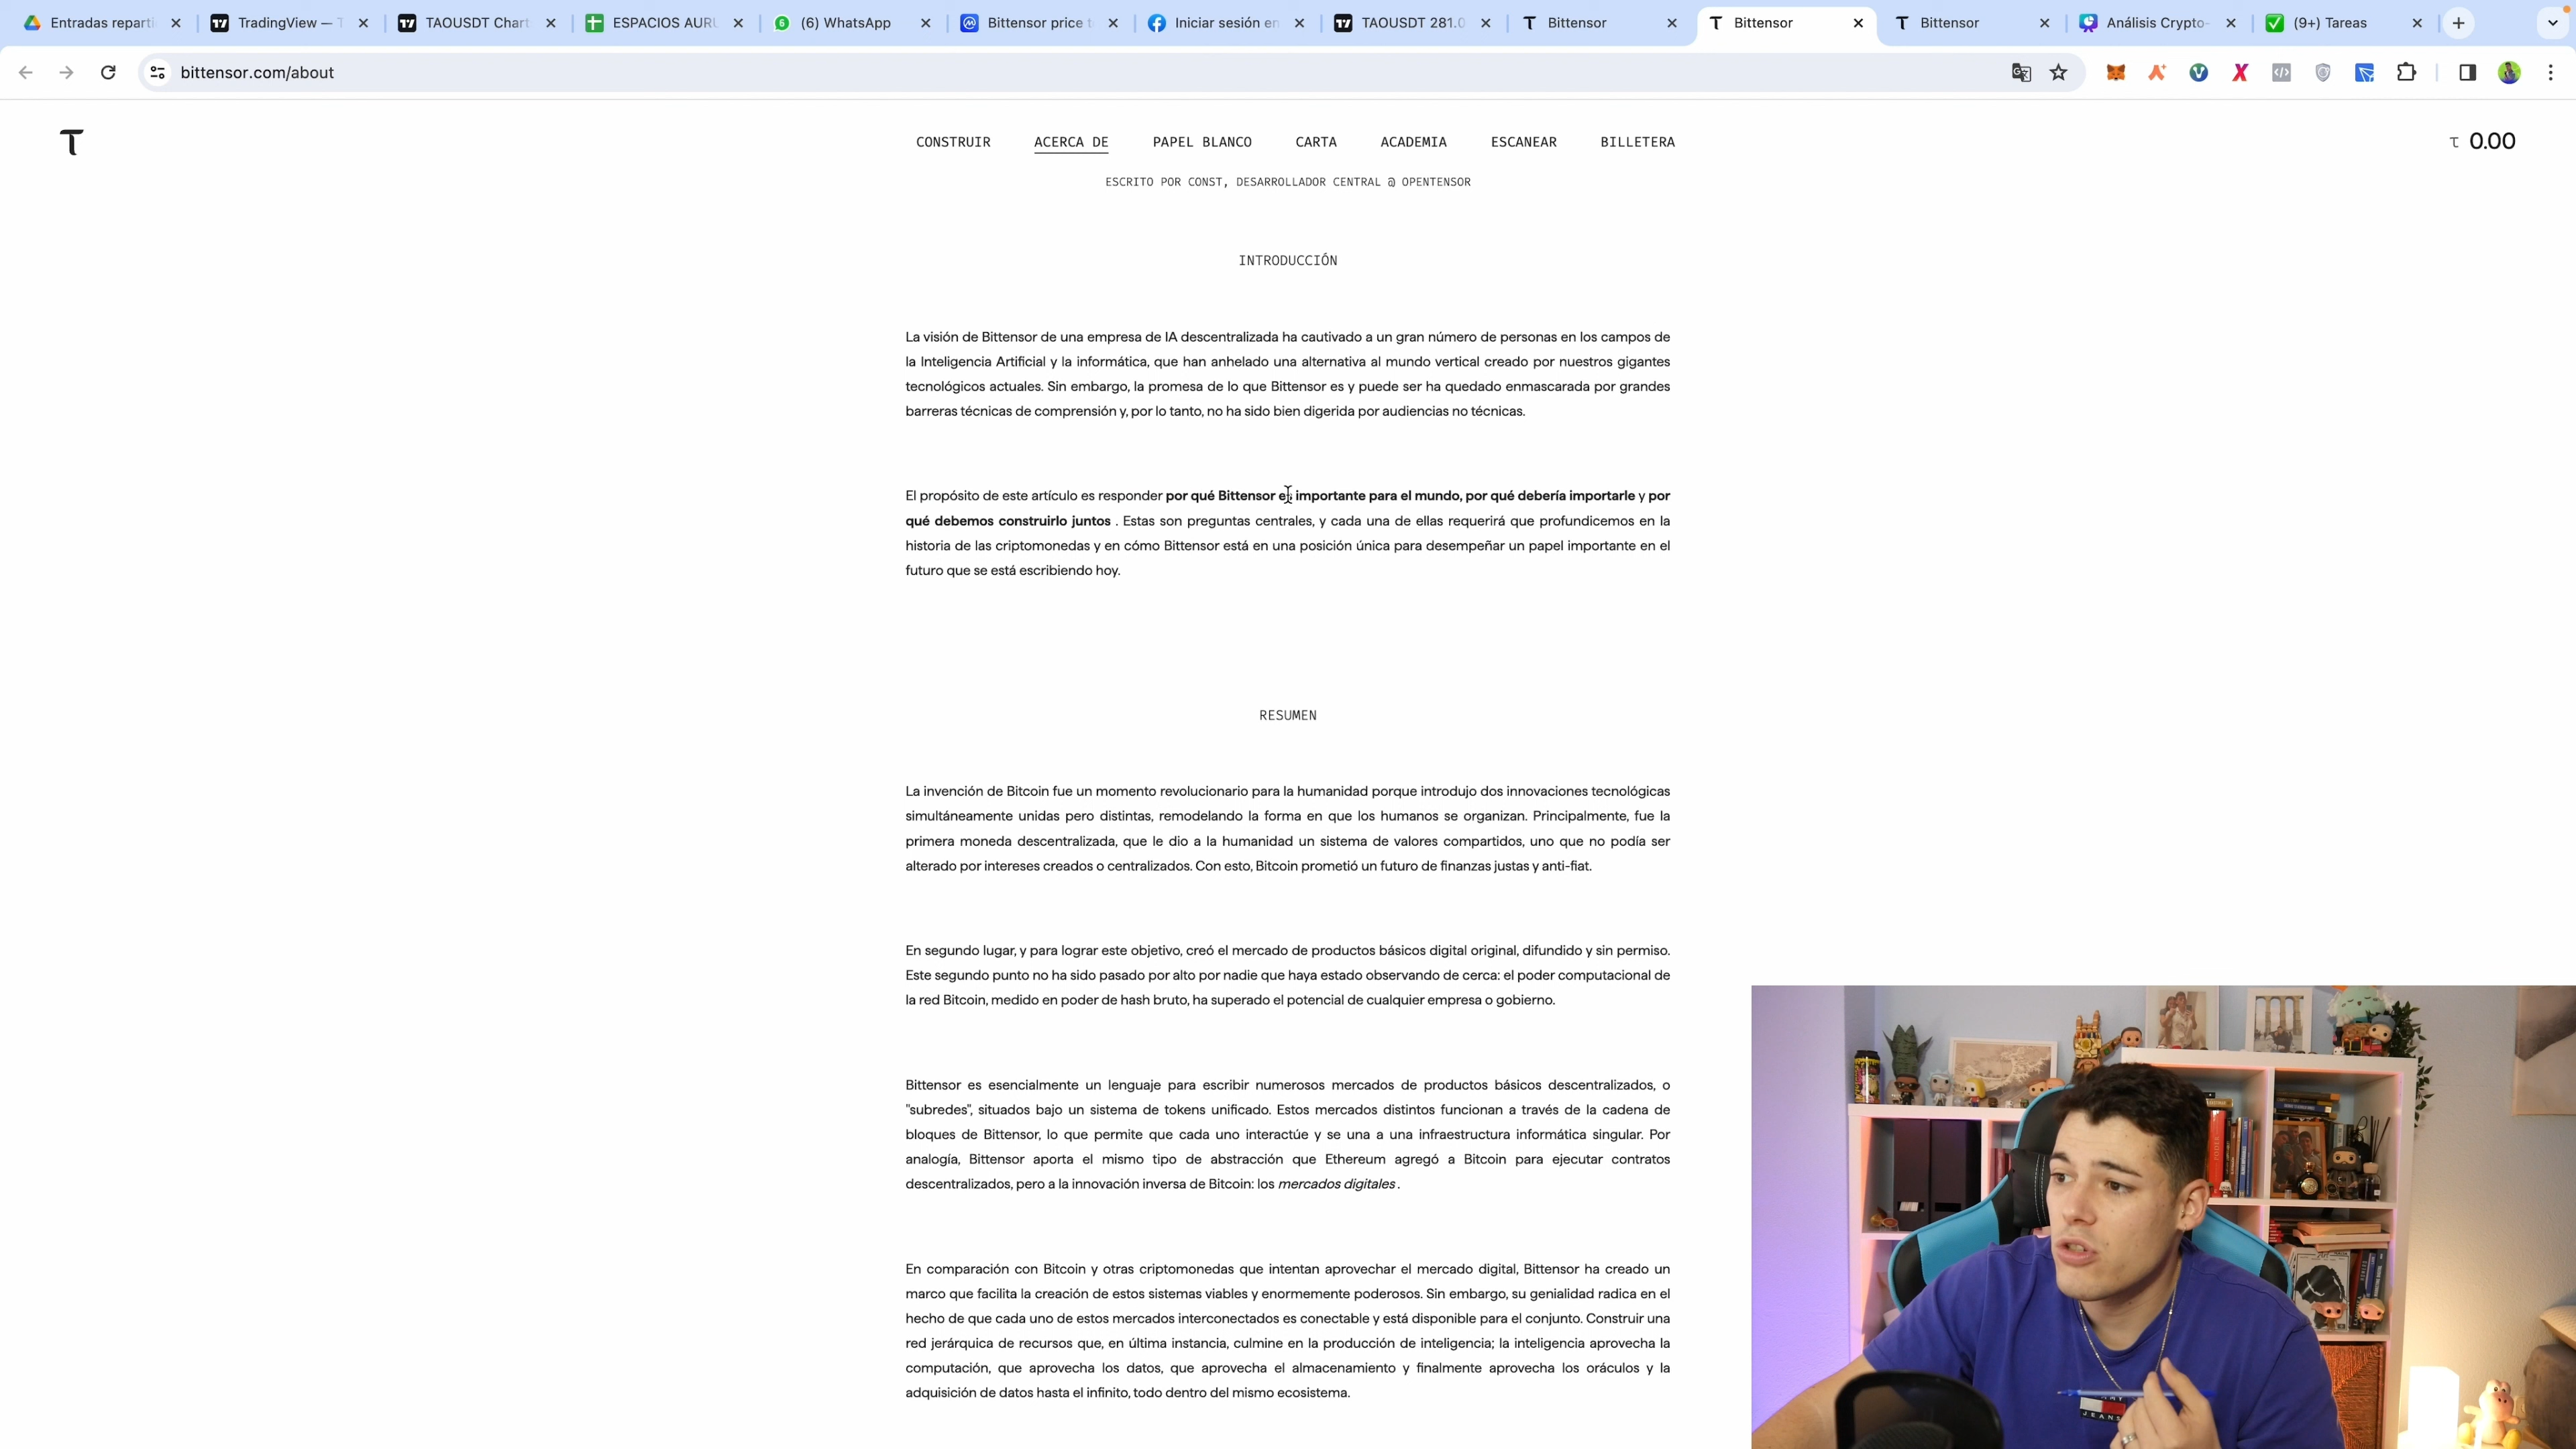 Entradas reparti
TradingView — T
TAOUSDT Chart
ESPACIOS AURU
(6) WhatsApp
Bittensor price t
Iniciar sesión en
TAOUSDT 281.0
Bittensor
Bittensor
Bittensor
Análisis Crypto-
(9+) Tareas
bittensor.com/about
CONSTRUIR
ACERCA DE
PAPEL BLANCO
CARTA
ACADEMIA
ESCANEAR
BILLETERA
τ 0.00
ESCRITO POR CONST, DESARROLLADOR CENTRAL @ OPENTENSOR
INTRODUCCIÓN
La visión de Bittensor de una empresa de IA descentralizada ha cautivado a un gran número de personas en los campos de
la Inteligencia Artificial y la informática, que han anhelado una alternativa al mundo vertical creado por nuestros gigantes
tecnológicos actuales. Sin embargo, la promesa de lo que Bittensor es y puede ser ha quedado enmascarada por grandes
barreras técnicas de comprensión y, por lo tanto, no ha sido bien digerida por audiencias no técnicas.
El propósito de este artículo es responder por qué Bittensor es importante para el mundo, por qué debería importarle y por
qué debemos construirlo juntos . Estas son preguntas centrales, y cada una de ellas requerirá que profundicemos en la
historia de las criptomonedas y en cómo Bittensor está en una posición única para desempeñar un papel importante en el
futuro que se está escribiendo hoy.
RESUMEN
La invención de Bitcoin fue un momento revolucionario para la humanidad porque introdujo dos innovaciones tecnológicas
simultáneamente unidas pero distintas, remodelando la forma en que los humanos se organizan. Principalmente, fue la
primera moneda descentralizada, que le dio a la humanidad un sistema de valores compartidos, uno que no podía ser
alterado por intereses creados o centralizados. Con esto, Bitcoin prometió un futuro de finanzas justas y anti-fiat.
En segundo lugar, y para lograr este objetivo, creó el mercado de productos básicos digital original, difundido y sin permiso.
Este segundo punto no ha sido pasado por alto por nadie que haya estado observando de cerca: el poder computacional de
la red Bitcoin, medido en poder de hash bruto, ha superado el potencial de cualquier empresa o gobierno.
Bittensor es esencialmente un lenguaje para escribir numerosos mercados de productos básicos descentralizados, o
"subredes", situados bajo un sistema de tokens unificado. Estos mercados distintos funcionan a través de la cadena de
bloques de Bittensor, lo que permite que cada uno interactúe y se una a una infraestructura informática singular. Por
analogía, Bittensor aporta el mismo tipo de abstracción que Ethereum agregó a Bitcoin para ejecutar contratos
descentralizados, pero a la innovación inversa de Bitcoin: los mercados digitales .
En comparación con Bitcoin y otras criptomonedas que intentan aprovechar el mercado digital, Bittensor ha creado un
marco que facilita la creación de estos sistemas viables y enormemente poderosos. Sin embargo, su genialidad radica en el
hecho de que cada uno de estos mercados interconectados es conectable y está disponible para el conjunto. Construir una
red jerárquica de recursos que, en última instancia, culmine en la producción de inteligencia; la inteligencia aprovecha la
computación, que aprovecha los datos, que aprovecha el almacenamiento y finalmente aprovecha los oráculos y la
adquisición de datos hasta el infinito, todo dentro del mismo ecosistema.
JEANS